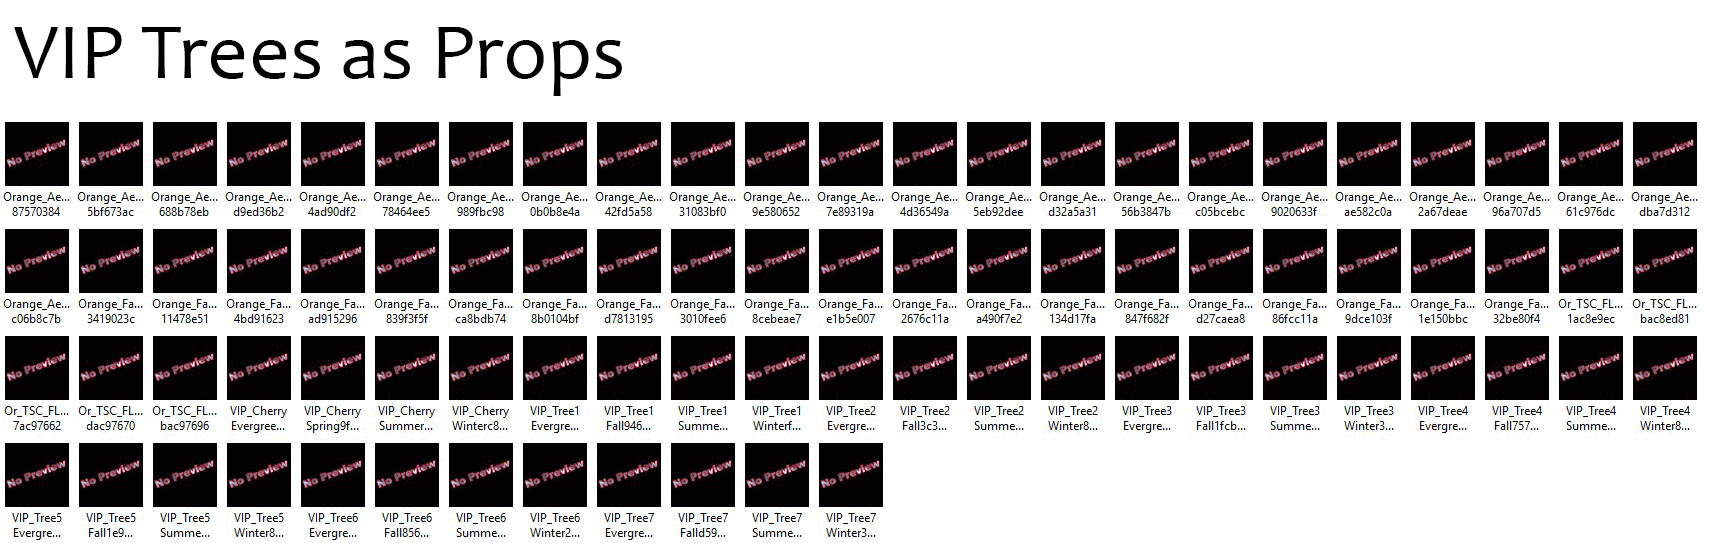 VIP Trees as Props
No Preview No Preview No Preview No Preview No Preview No Preview No Preview No Preview No Preview No Preview No Preview No Preview No Preview No Preview No Preview No Preview No Preview No Preview No Preview No Preview No Preview No Preview No Preview
Orange_Ae... Orange_Ae... Orange_Ae... Orange_Ae... Orange_Ae... Orange_Ae... Orange_Ae... Orange_Ae... Orange_Ae... Orange_Ae... Orange_Ae... Orange_Ae... Orange_Ae... Orange_Ae... Orange_Ae... Orange_Ae... Orange_Ae... Orange_Ae... Orange_Ae... Orange_Ae... Orange_Ae... Orange_Ae... Orange_Ae...
87570384 5bf673ac 688b78eb d9ed36b2 4ad90df2 78464ee5 989fbc98 0b0b8e4a 42fd5a58 31083bf0 9e580652 7e89319a 4d36549a 5eb92dee d32a5a31 56b3847b c05bcebc 9020633f ae582c0a 2a67deae 96a707d5 61c976dc dba7d312
No Preview No Preview No Preview No Preview No Preview No Preview No Preview No Preview No Preview No Preview No Preview No Preview No Preview No Preview No Preview No Preview No Preview No Preview No Preview No Preview No Preview No Preview No Preview
Orange_Ae... Orange_Fa... Orange_Fa... Orange_Fa... Orange_Fa... Orange_Fa... Orange_Fa... Orange_Fa... Orange_Fa... Orange_Fa... Orange_Fa... Orange_Fa... Orange_Fa... Orange_Fa... Orange_Fa... Orange_Fa... Orange_Fa... Orange_Fa... Orange_Fa... Orange_Fa... Orange_Fa... Or_TSC_FL... Or_TSC_FL...
c06b8c7b 3419023c 11478e51 4bd91623 ad915296 839f3f5f ca8bdb74 8b0104bf d7813195 3010fee6 8cebeae7 e1b5e007 2676c11a a490f7e2 134d17fa 847f682f d27caea8 86fcc11a 9dce103f 1e150bbc 32be80f4 1ac8e9ec bac8ed81
No Preview No Preview No Preview No Preview No Preview No Preview No Preview No Preview No Preview No Preview No Preview No Preview No Preview No Preview No Preview No Preview No Preview No Preview No Preview No Preview No Preview No Preview No Preview
Or_TSC_FL... Or_TSC_FL... Or_TSC_FL... VIP_Cherry VIP_Cherry VIP_Cherry VIP_Cherry VIP_Tree1 VIP_Tree1 VIP_Tree1 VIP_Tree1 VIP_Tree2 VIP_Tree2 VIP_Tree2 VIP_Tree2 VIP_Tree3 VIP_Tree3 VIP_Tree3 VIP_Tree3 VIP_Tree4 VIP_Tree4 VIP_Tree4 VIP_Tree4
7ac97662 dac97670 bac97696 Evergree... Spring9f... Summer... Winterc8... Evergre... Fall946... Summe... Winterf... Evergre... Fall3c3... Summe... Winter8... Evergre... Fall1fcb... Summe... Winter3... Evergre... Fall757... Summe... Winter8...
No Preview No Preview No Preview No Preview No Preview No Preview No Preview No Preview No Preview No Preview No Preview No Preview
VIP_Tree5 VIP_Tree5 VIP_Tree5 VIP_Tree5 VIP_Tree6 VIP_Tree6 VIP_Tree6 VIP_Tree6 VIP_Tree7 VIP_Tree7 VIP_Tree7 VIP_Tree7
Evergre... Fall1e9... Summe... Winter8... Evergre... Fall856... Summe... Winter2... Evergre... Falld59... Summe... Winter3...